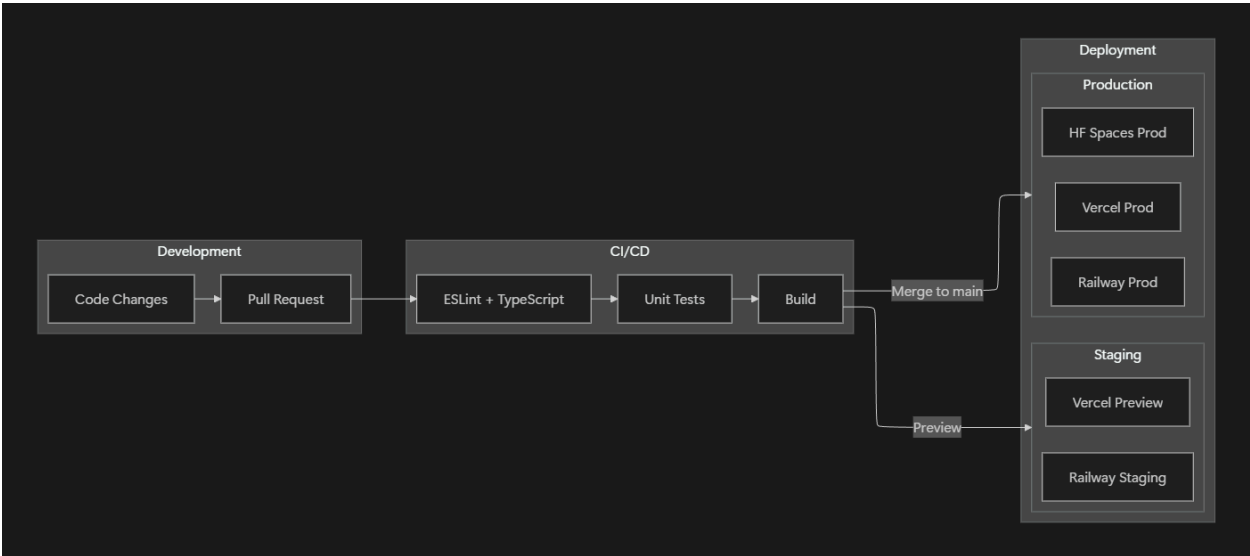 Development
Code Changes
Pull Request
CI/CD
ESLint + TypeScript
Unit Tests
Build
Merge to main
Preview
Deployment
Production
HF Spaces Prod
Vercel Prod
Railway Prod
Staging
Vercel Preview
Railway Staging